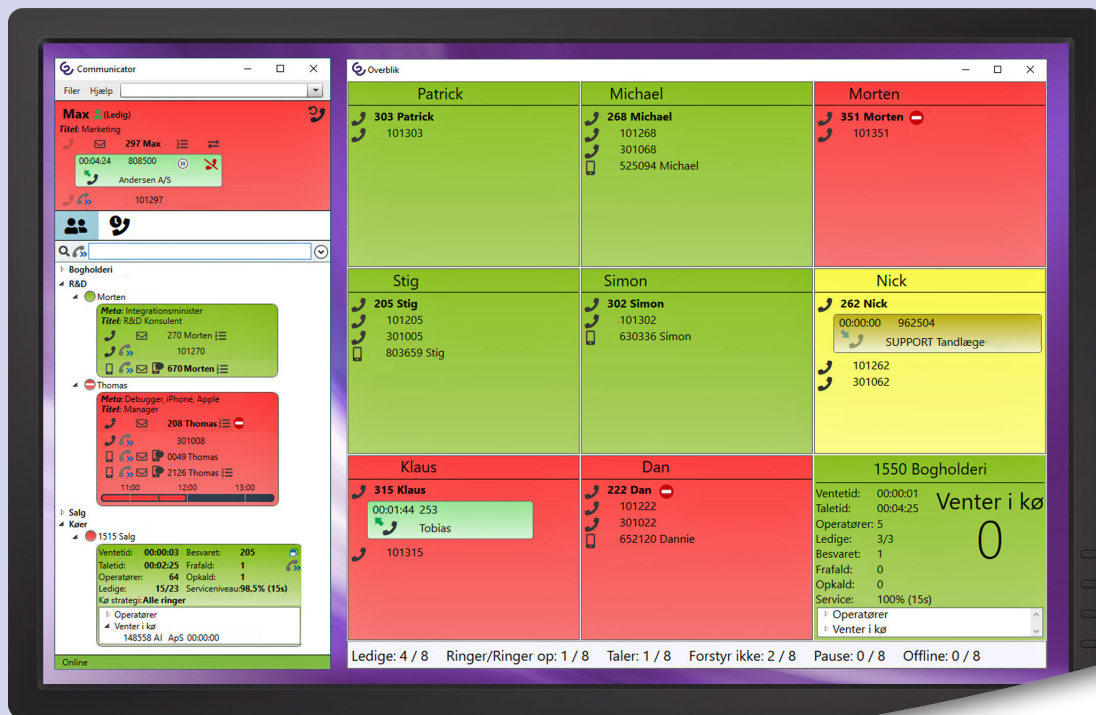 Communicator
Filer Hjælp
Max (Ledig)
Titel: Marketing
297 Max
00:04:24 808500
Andersen A/S
101297
Bogholderi
R&D
Morten
Meta: Integrationsminister
Titel: R&D Konsulent
270 Morten
101270
670 Morten
Thomas
Meta: Debugger, iPhone, Apple
Titel: Manager
208 Thomas
301008
0049 Thomas
2126 Thomas
11:00 12:00 13:00
Salg
Køer
1515 Salg
Ventetid: 00:00:03 Besvaret: 205
Taletid: 00:02:25 Frafald: 1
Operatører: 64 Opkald: 1
Ledige: 15/23 Serviceniveau: 98,5% (15s)
Kø strategi: Alle ringer
Operatører
Venter i kø
148558 Al ApS 00:00:00
Online
Overblik
Patrick
303 Patrick
101303
Michael
268 Michael
101268
301068
525094 Michael
Morten
351 Morten
101351
Stig
205 Stig
101205
301005
803659 Stig
Simon
302 Simon
101302
630336 Simon
Nick
262 Nick
00:00:00 962504
SUPPORT Tandlæge
101262
301062
Klaus
315 Klaus
00:01:44 253
Tobias
101315
Dan
222 Dan
101222
301022
652120 Dannie
1550 Bogholderi
Ventetid: 00:00:01
Taletid: 00:04:25
Operatører: 5
Ledige: 3/3
Besvaret: 1
Frafald: 0
Opkald: 0
Service: 100% (15s)
Venter i kø
0
Operatører
Venter i kø
Ledige: 4 / 8 Ringer/Ringer op: 1 / 8 Taler: 1 / 8 Forstyr ikke: 2 / 8 Pause: 0 / 8 Offline: 0 / 8